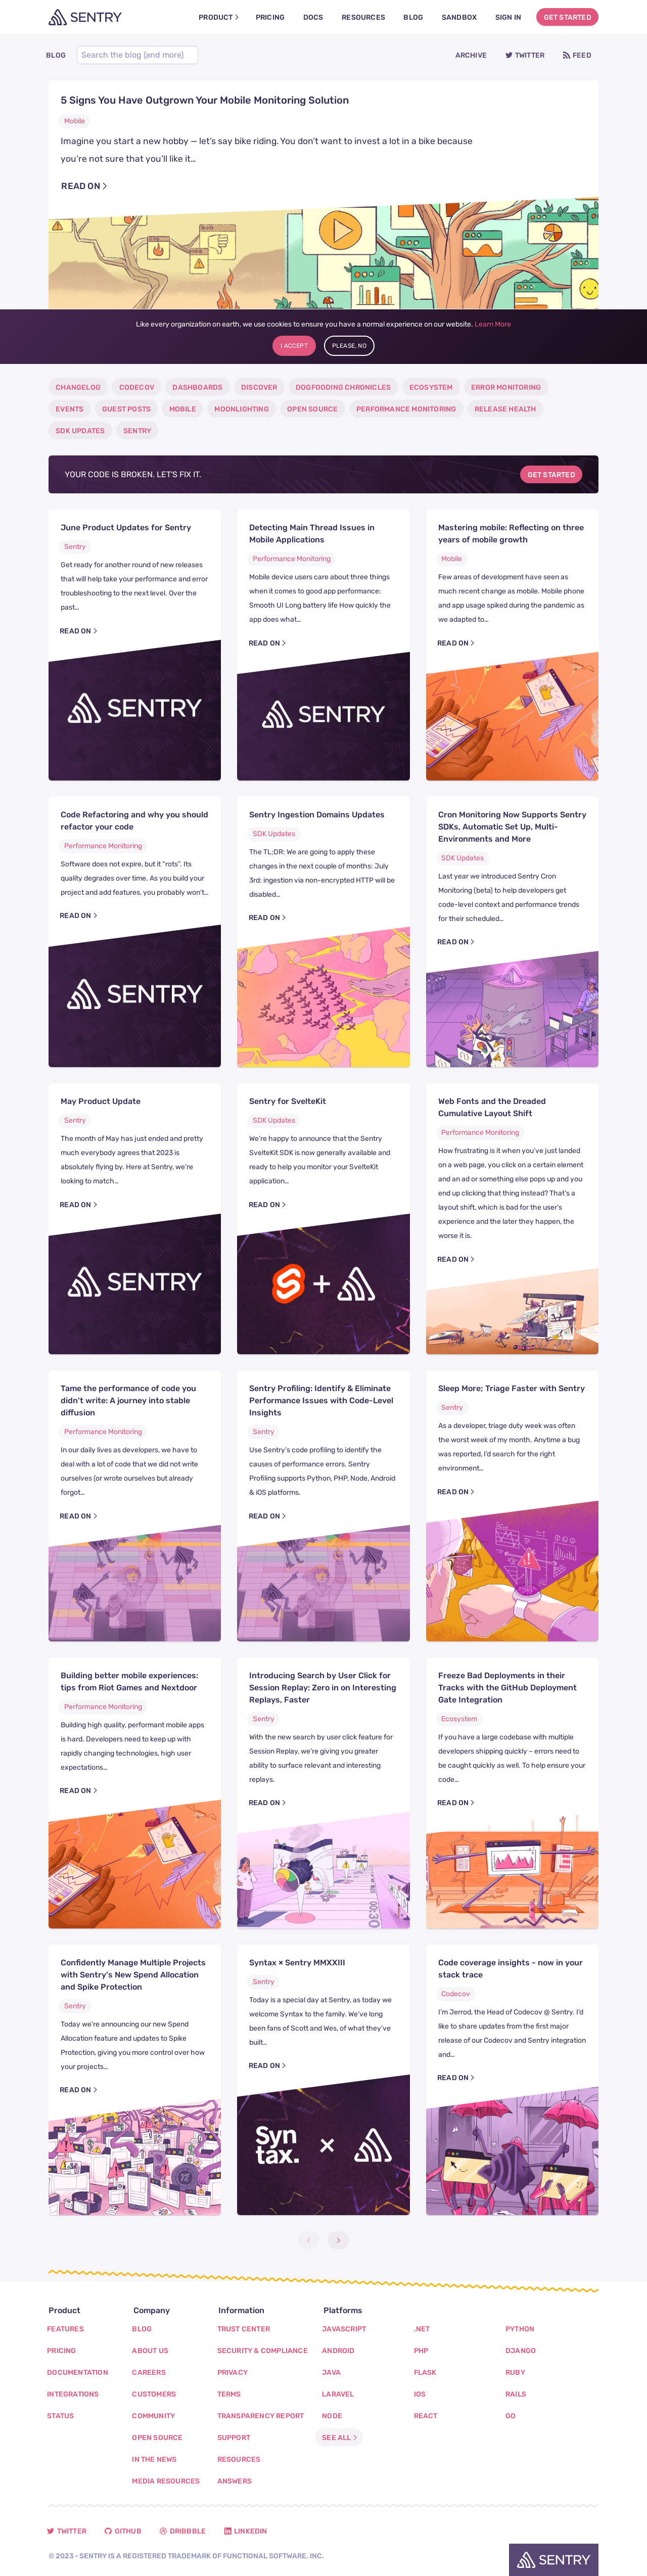 SENTRY
PRODUCT
PRICING
DOCS
RESOURCES
BLOG
SANDBOX
SIGN IN
GET STARTED
BLOG
Search the blog (and more)
ARCHIVE
TWITTER
FEED
5 Signs You Have Outgrown Your Mobile Monitoring Solution
Mobile
Imagine you start a new hobby — let's say bike riding. You don't want to invest a lot in a bike because
you're not sure that you'll like it…
READ ON
Like every organization on earth, we use cookies to ensure you have a normal experience on our website. Learn More
I ACCEPT
PLEASE, NO
CHANGELOG
CODECOV
DASHBOARDS
DISCOVER
DOGFOODING CHRONICLES
ECOSYSTEM
ERROR MONITORING
EVENTS
GUEST POSTS
MOBILE
MOONLIGHTING
OPEN SOURCE
PERFORMANCE MONITORING
RELEASE HEALTH
SDK UPDATES
SENTRY
YOUR CODE IS BROKEN. LET'S FIX IT.
GET STARTED
June Product Updates for Sentry
Sentry
Get ready for another round of new releases
that will help take your performance and error
troubleshooting to the next level. Over the
past…
READ ON
SENTRY
Detecting Main Thread Issues in
Mobile Applications
Performance Monitoring
Mobile device users care about three things
when it comes to good app performance:
Smooth UI Long battery life How quickly the
app does what…
READ ON
SENTRY
Mastering mobile: Reflecting on three
years of mobile growth
Mobile
Few areas of development have seen as
much recent change as mobile. Mobile phone
and app usage spiked during the pandemic as
we adapted to…
READ ON
Code Refactoring and why you should
refactor your code
Performance Monitoring
Software does not expire, but it "rots". Its
quality degrades over time. As you build your
project and add features, you probably won't…
READ ON
SENTRY
Sentry Ingestion Domains Updates
SDK Updates
The TL;DR: We are going to apply these
changes in the next couple of months: July
3rd: ingestion via non-encrypted HTTP will be
disabled…
READ ON
Cron Monitoring Now Supports Sentry
SDKs, Automatic Set Up, Multi-
Environments and More
SDK Updates
Last year we introduced Sentry Cron
Monitoring (beta) to help developers get
code-level context and performance trends
for their scheduled…
READ ON
May Product Update
Sentry
The month of May has just ended and pretty
much everybody agrees that 2023 is
absolutely flying by. Here at Sentry, we're
looking to match…
READ ON
SENTRY
Sentry for SvelteKit
SDK Updates
We're happy to announce that the Sentry
SvelteKit SDK is now generally available and
ready to help you monitor your SvelteKit
application…
READ ON
+
Web Fonts and the Dreaded
Cumulative Layout Shift
Performance Monitoring
How frustrating is it when you've just landed
on a web page, you click on a certain element
and an ad or something else pops up and you
end up clicking that thing instead? That's a
layout shift, which is bad for the user's
experience and the later they happen, the
worse it is.
READ ON
Tame the performance of code you
didn't write: A journey into stable
diffusion
Performance Monitoring
In our daily lives as developers, we have to
deal with a lot of code that we did not write
ourselves (or wrote ourselves but already
forgot…
READ ON
Sentry Profiling: Identify & Eliminate
Performance Issues with Code-Level
Insights
Sentry
Use Sentry's code profiling to identify the
causes of performance errors. Sentry
Profiling supports Python, PHP, Node, Android
& iOS platforms.
READ ON
Sleep More; Triage Faster with Sentry
Sentry
As a developer, triage duty week was often
the worst week of my month. Anytime a bug
was reported, I'd search for the right
environment…
READ ON
Building better mobile experiences:
tips from Riot Games and Nextdoor
Performance Monitoring
Building high quality, performant mobile apps
is hard. Developers need to keep up with
rapidly changing technologies, high user
expectations…
READ ON
Introducing Search by User Click for
Session Replay: Zero in on Interesting
Replays, Faster
Sentry
With the new search by user click feature for
Session Replay, we're giving you greater
ability to surface relevant and interesting
replays.
READ ON
Freeze Bad Deployments in their
Tracks with the GitHub Deployment
Gate Integration
Ecosystem
If you have a large codebase with multiple
developers shipping quickly – errors need to
be caught quickly as well. To help ensure your
code…
READ ON
Confidently Manage Multiple Projects
with Sentry's New Spend Allocation
and Spike Protection
Sentry
Today we're announcing our new Spend
Allocation feature and updates to Spike
Protection, giving you more control over how
your projects…
READ ON
Syntax × Sentry MMXXIII
Sentry
Today is a special day at Sentry, as today we
welcome Syntax to the family. We've long
been fans of Scott and Wes, of what they've
built…
READ ON
Syn
tax.
×
Code coverage insights - now in your
stack trace
Codecov
I'm Jerrod, the Head of Codecov @ Sentry. I'd
like to share updates from the first major
release of our Codecov and Sentry integration
and…
READ ON
Product
FEATURES
PRICING
DOCUMENTATION
INTEGRATIONS
STATUS
Company
BLOG
ABOUT US
CAREERS
CUSTOMERS
COMMUNITY
OPEN SOURCE
IN THE NEWS
MEDIA RESOURCES
Information
TRUST CENTER
SECURITY & COMPLIANCE
PRIVACY
TERMS
TRANSPARENCY REPORT
SUPPORT
RESOURCES
ANSWERS
Platforms
JAVASCRIPT
ANDROID
JAVA
LARAVEL
NODE
SEE ALL
.NET
PHP
FLASK
IOS
REACT
PYTHON
DJANGO
RUBY
RAILS
GO
TWITTER
GITHUB
DRIBBBLE
LINKEDIN
© 2023 • SENTRY IS A REGISTERED TRADEMARK OF FUNCTIONAL SOFTWARE, INC.
SENTRY